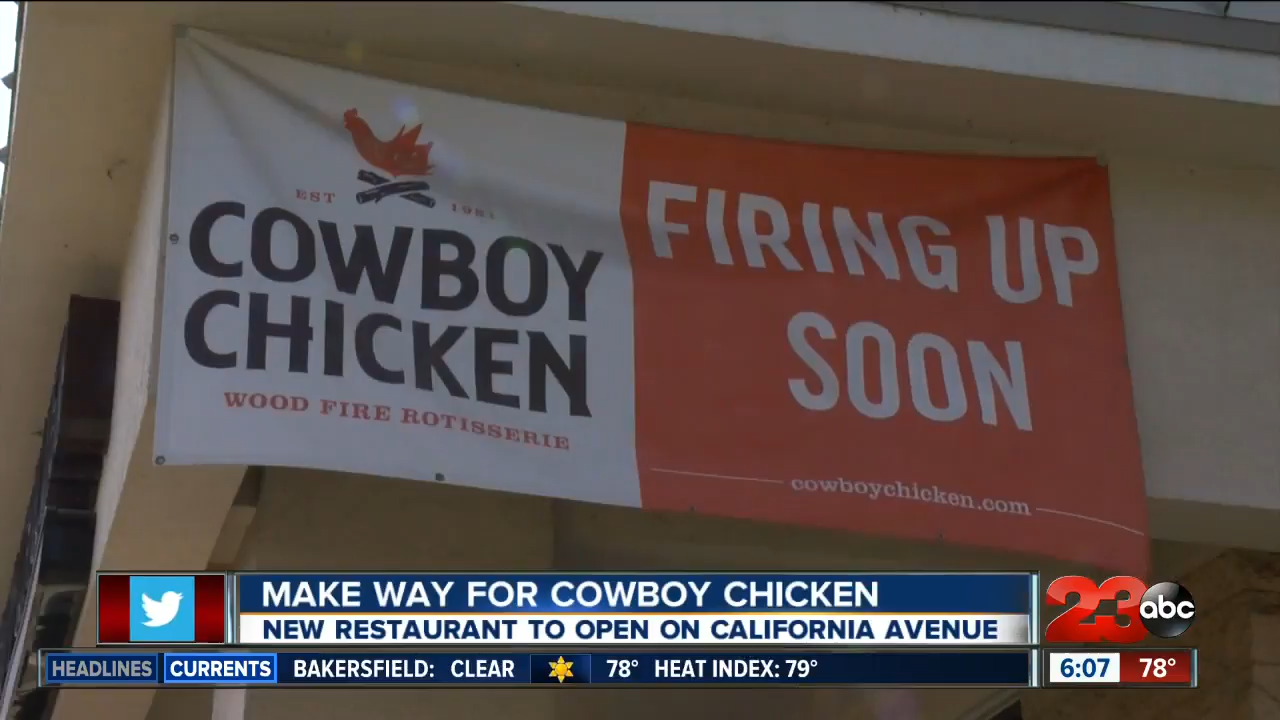 EST 1981
COWBOY
CHICKEN
WOOD FIRE ROTISSERIE
FIRING UP
SOON
cowboychicken.com
MAKE WAY FOR COWBOY CHICKEN
NEW RESTAURANT TO OPEN ON CALIFORNIA AVENUE
23 abc
HEADLINES CURRENTS BAKERSFIELD: CLEAR 78° HEAT INDEX: 79° 6:07 78°